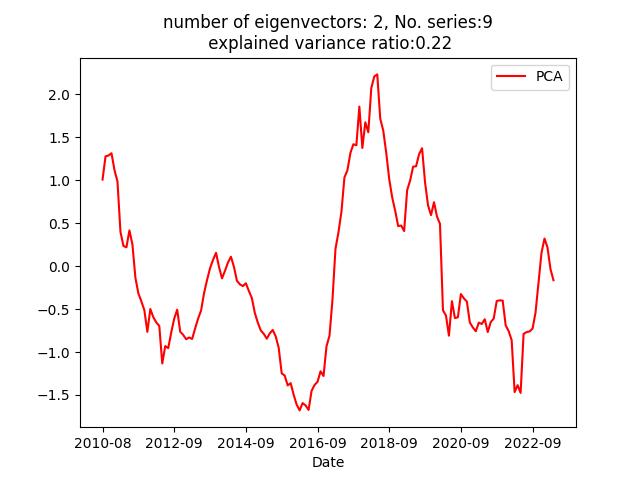 number of eigenvectors: 2, No. series:9
explained variance ratio:0.22
PCA
2.0
1.5
1.0
0.5
0.0
−0.5
−1.0
−1.5
2010-08 2012-09 2014-09 2016-09 2018-09 2020-09 2022-09
Date